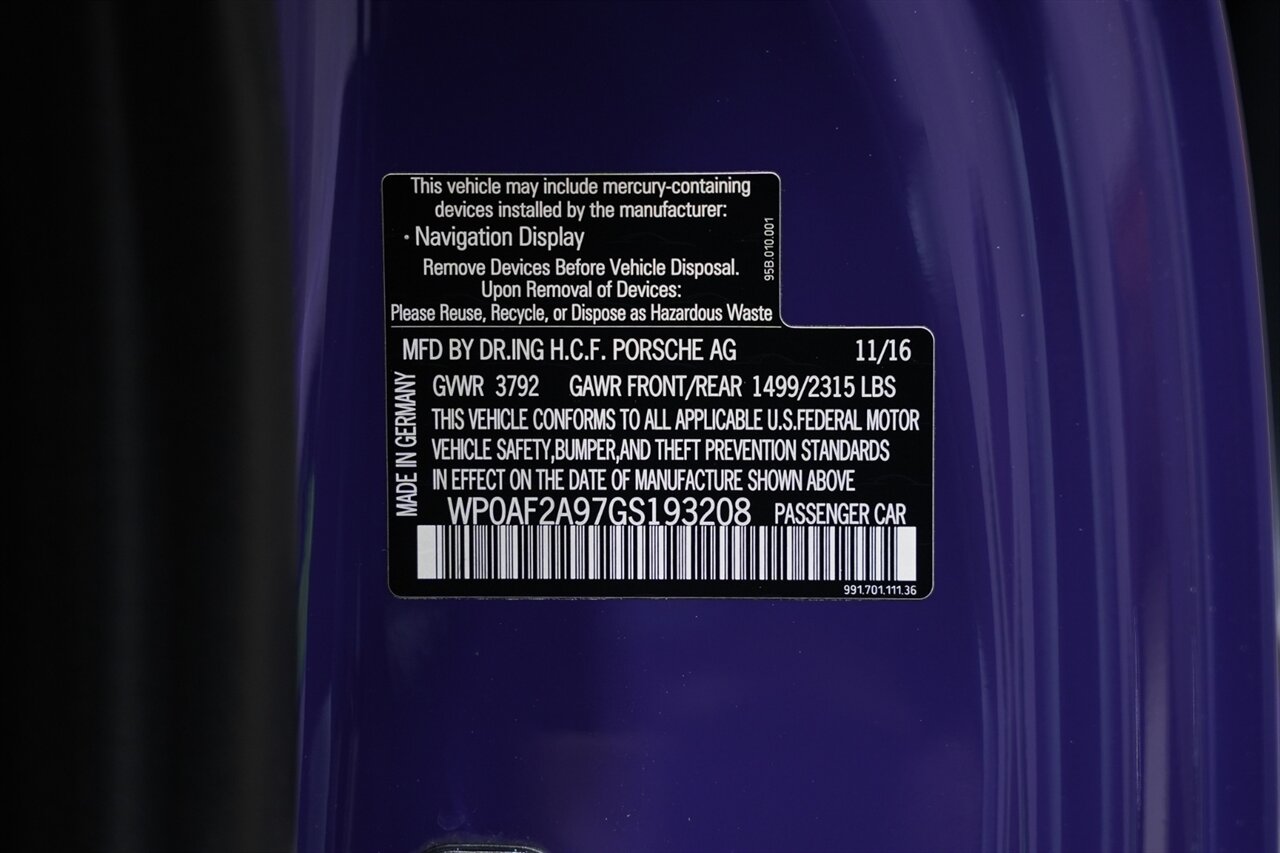 This vehicle may include mercury-containing
devices installed by the manufacturer:
· Navigation Display
Remove Devices Before Vehicle Disposal.
Upon Removal of Devices:
Please Reuse, Recycle, or Dispose as Hazardous Waste
95B.010.001
MFD BY DR.ING H.C.F. PORSCHE AG 11/16
GVWR 3792 GAWR FRONT/REAR 1499/2315 LBS
THIS VEHICLE CONFORMS TO ALL APPLICABLE U.S.FEDERAL MOTOR
VEHICLE SAFETY,BUMPER,AND THEFT PREVENTION STANDARDS
IN EFFECT ON THE DATE OF MANUFACTURE SHOWN ABOVE
MADE IN GERMANY
WP0AF2A97GS193208 PASSENGER CAR
991.701.111.36